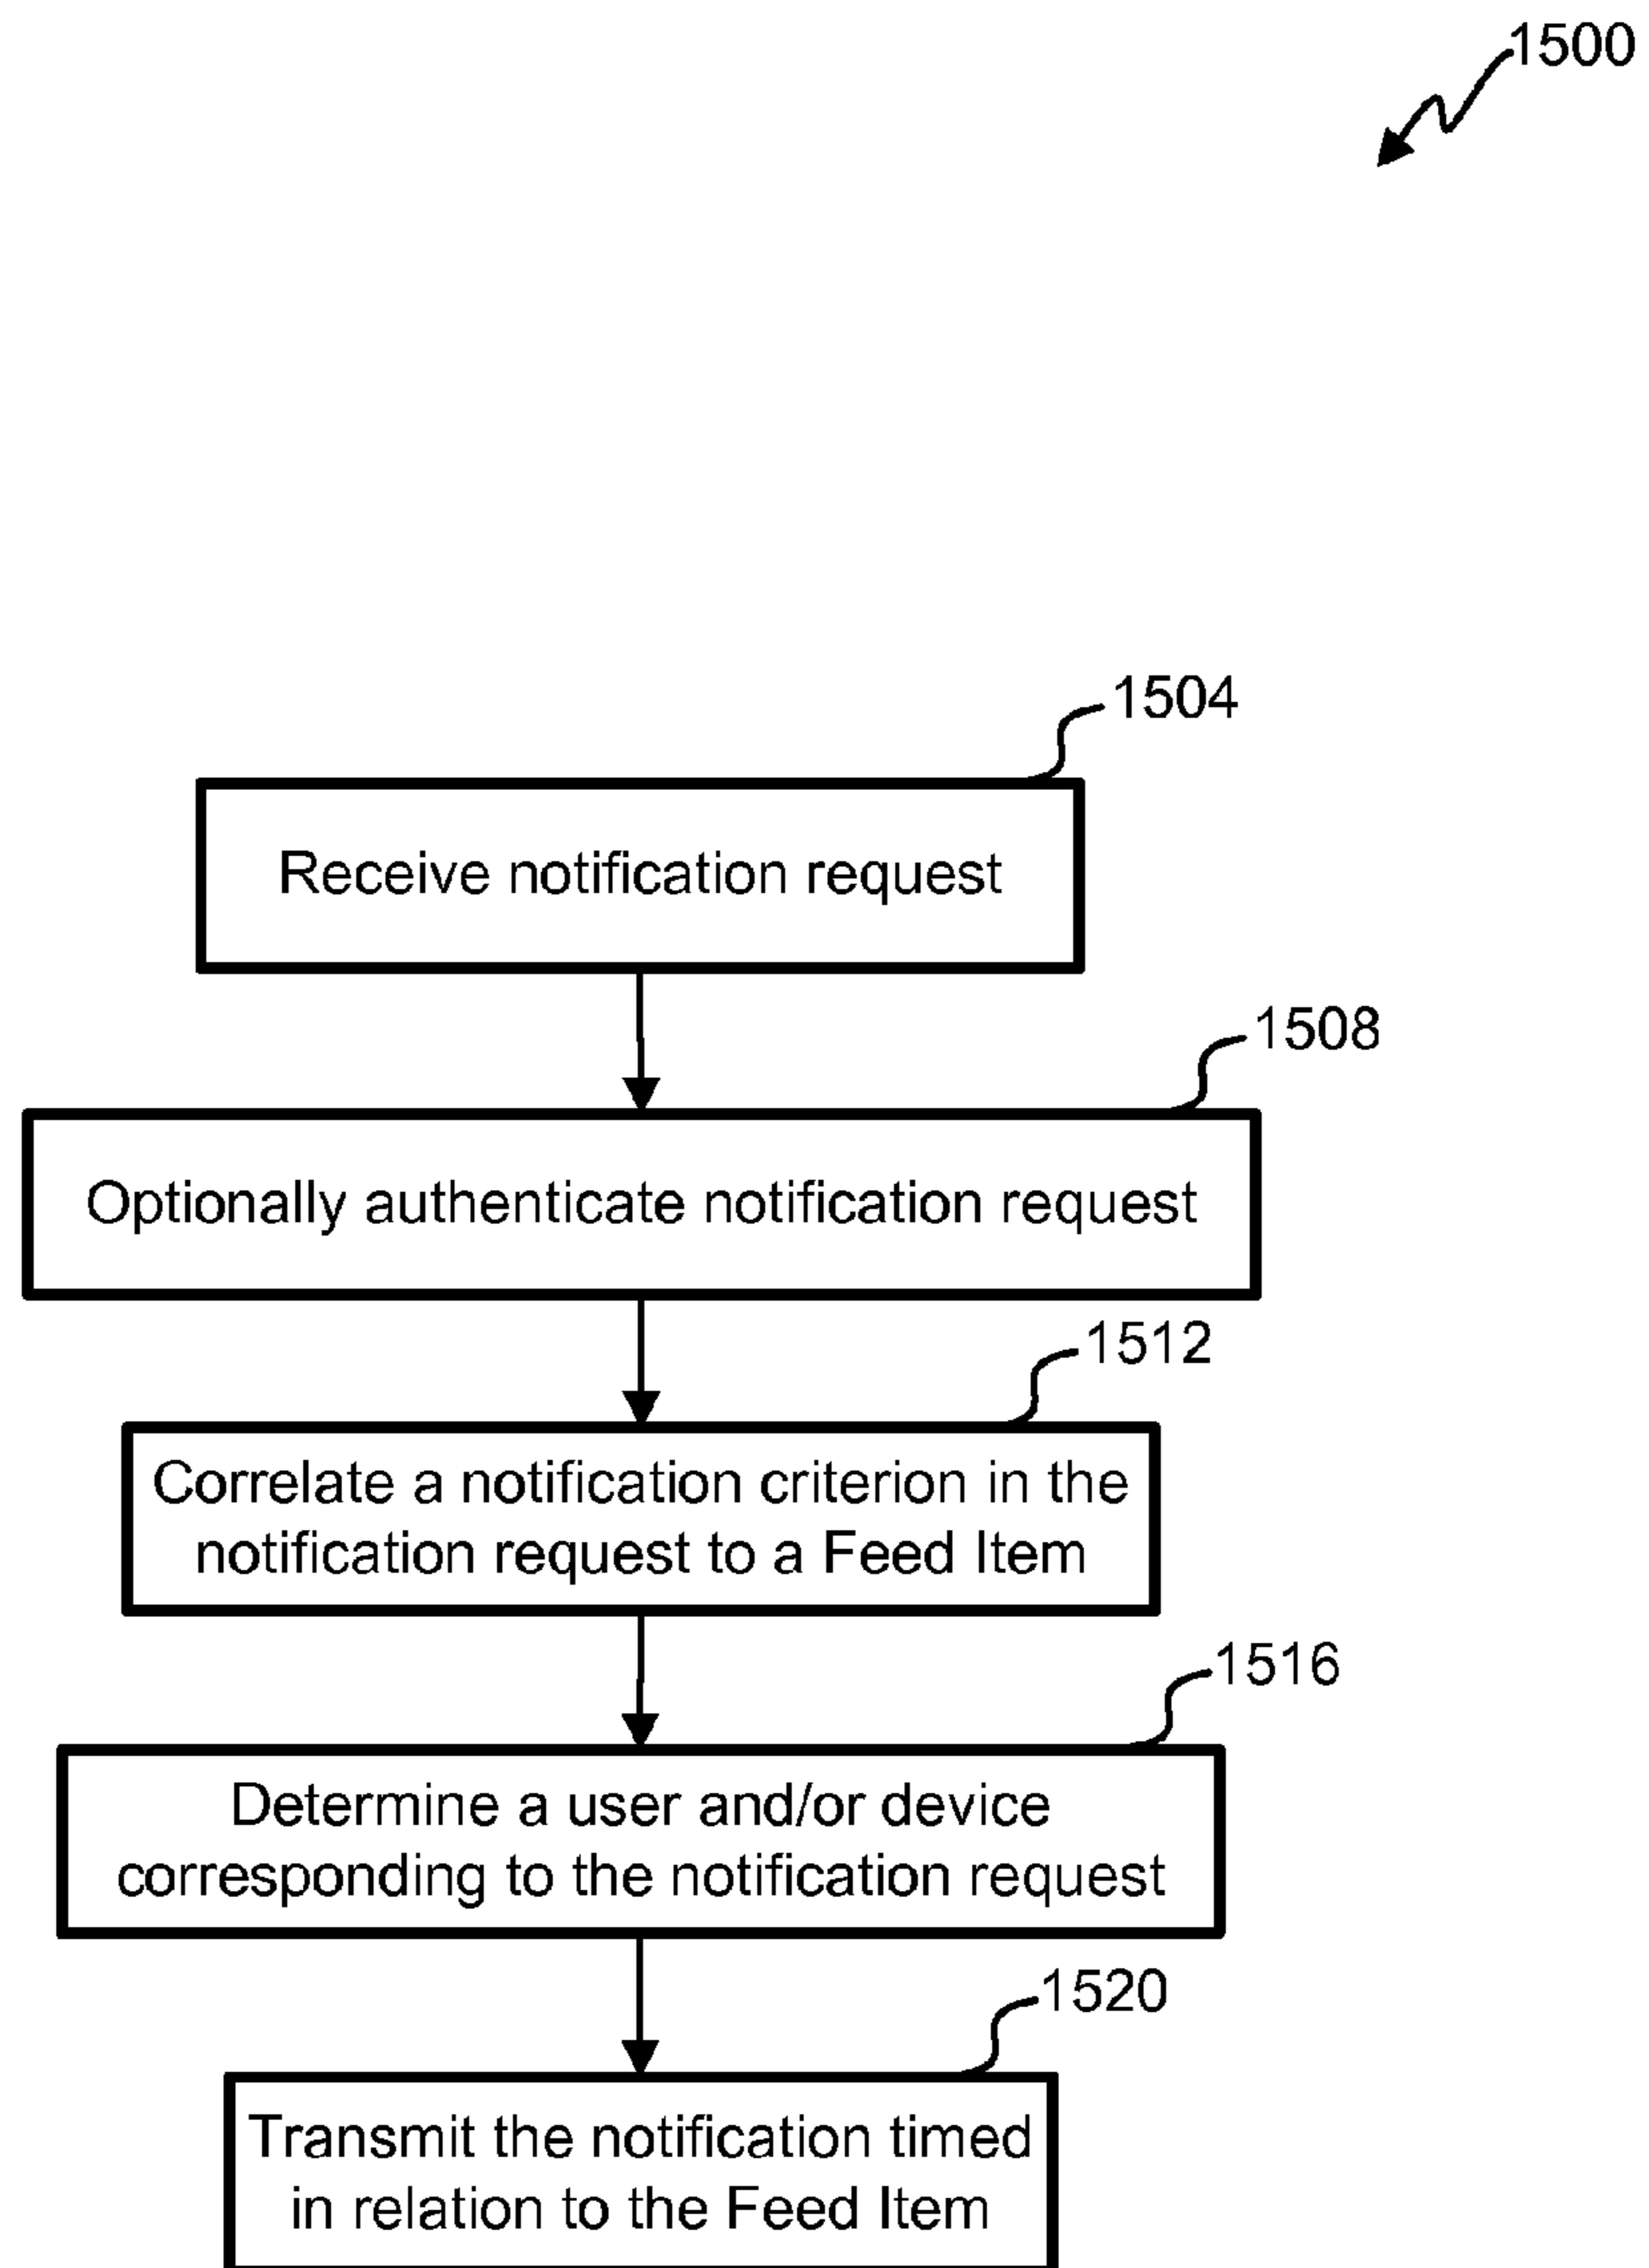 1500
1504
Receive notification request
1508
Optionally authenticate notification request
1512
Correlate a notification criterion in the
notification request to a Feed Item
1516
Determine a user and/or device
corresponding to the notification request
1520
Transmit the notification timed
in relation to the Feed Item